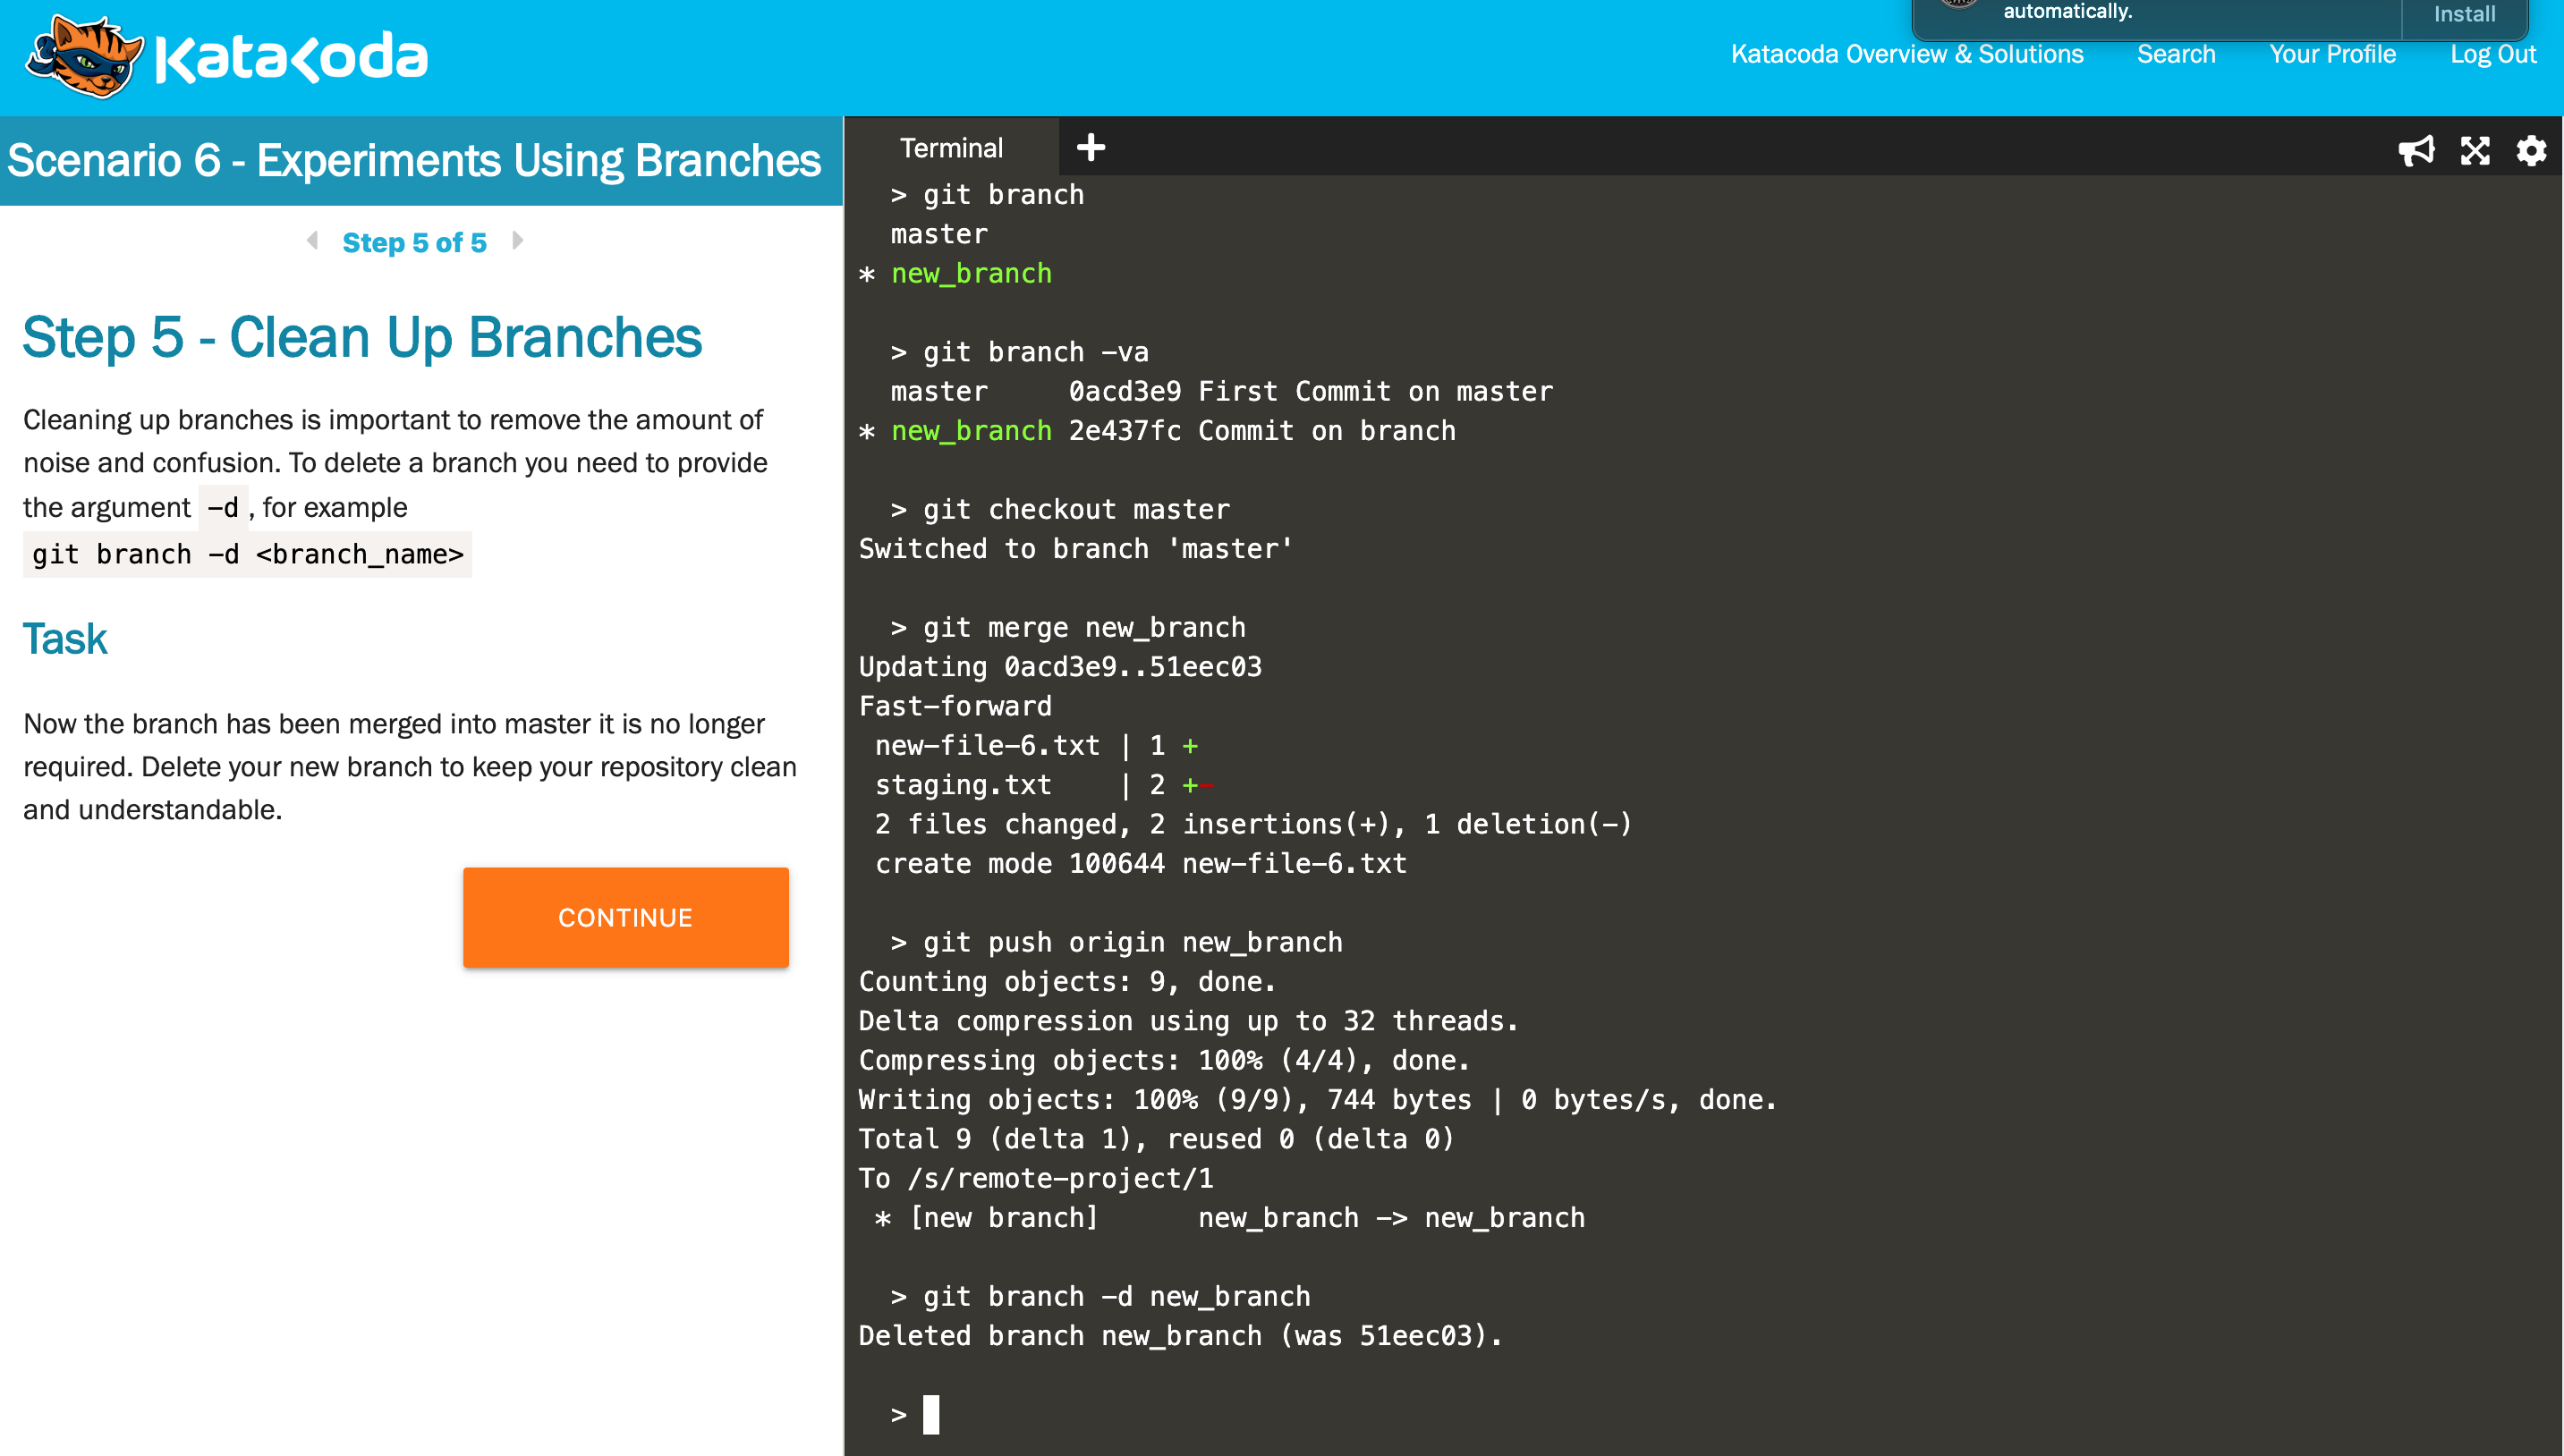 automatically.
Install
Katacoda
Katacoda Overview & Solutions
Search
Your Profile
Log Out
Scenario 6 - Experiments Using Branches
Step 5 of 5
Step 5 - Clean Up Branches
Cleaning up branches is important to remove the amount of
noise and confusion. To delete a branch you need to provide
the argument -d , for example
git branch -d <branch_name>
Task
Now the branch has been merged into master it is no longer
required. Delete your new branch to keep your repository clean
and understandable.
CONTINUE
Terminal
> git branch
master
* new_branch
> git branch -va
master     0acd3e9 First Commit on master
* new_branch 2e437fc Commit on branch
> git checkout master
Switched to branch 'master'
> git merge new_branch
Updating 0acd3e9..51eec03
Fast-forward
new-file-6.txt | 1 +
staging.txt    | 2 +-
2 files changed, 2 insertions(+), 1 deletion(-)
create mode 100644 new-file-6.txt
> git push origin new_branch
Counting objects: 9, done.
Delta compression using up to 32 threads.
Compressing objects: 100% (4/4), done.
Writing objects: 100% (9/9), 744 bytes | 0 bytes/s, done.
Total 9 (delta 1), reused 0 (delta 0)
To /s/remote-project/1
* [new branch]      new_branch -> new_branch
> git branch -d new_branch
Deleted branch new_branch (was 51eec03).
>